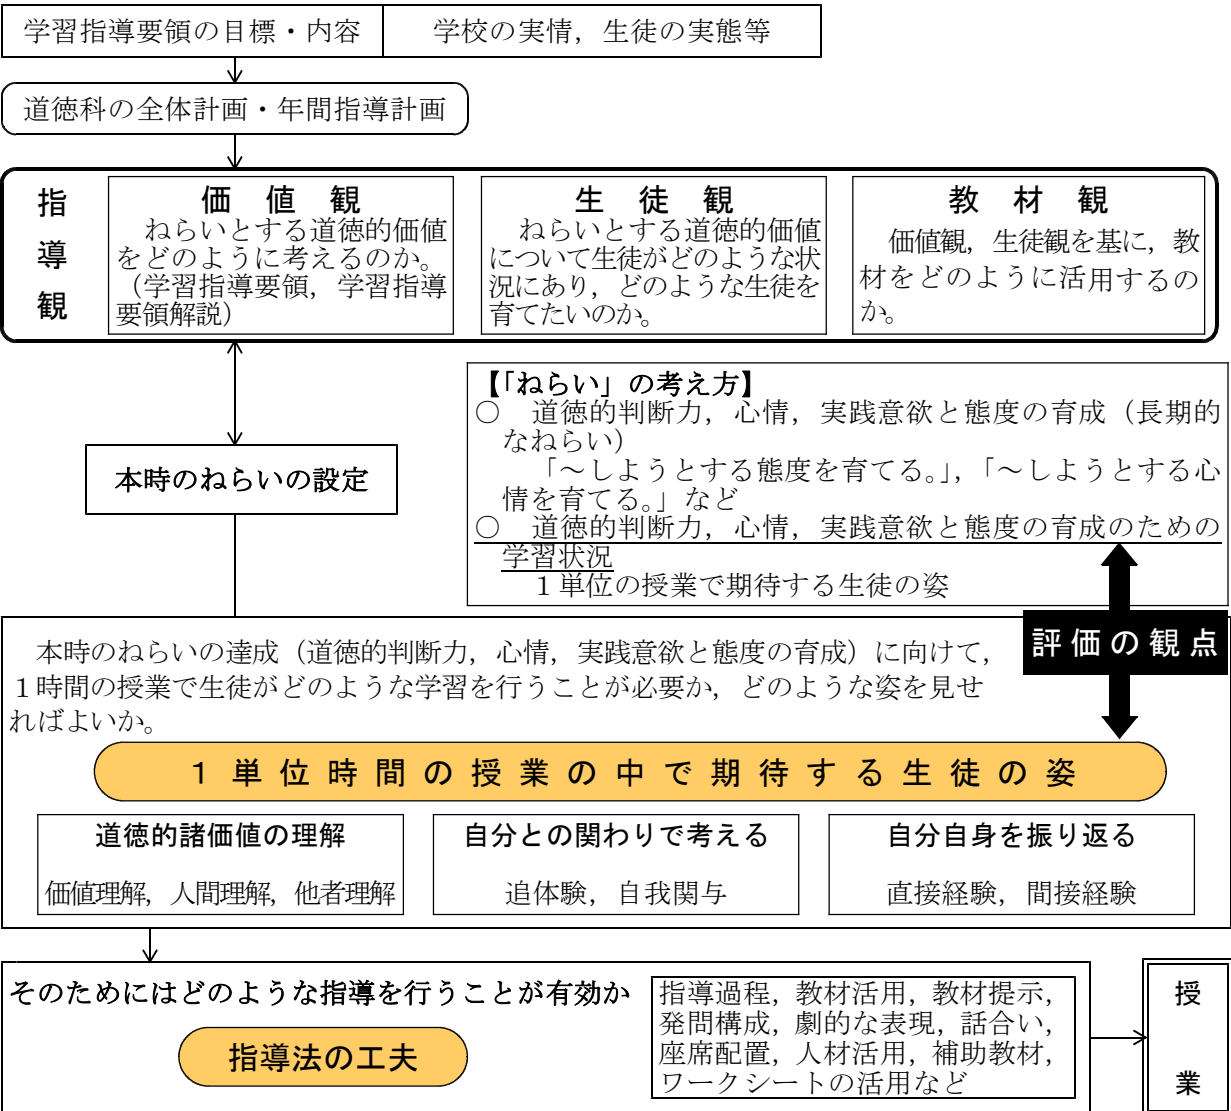 学習指導要領の目標・内容
学校の実情，生徒の実態等
道徳科の全体計画・年間指導計画
指導観
価値観
ねらいとする道徳的価値
をどのように考えるのか。
（学習指導要領，学習指導
要領解説）
生徒観
ねらいとする道徳的価値
について生徒がどのような状
況にあり，どのような生徒を
育てたいのか。
教材観
価値観，生徒観を基に，教
材をどのように活用するの
か。
本時のねらいの設定
【「ねらい」の考え方】
○　道徳的判断力，心情，実践意欲と態度の育成（長期的
なねらい）
「～しようとする態度を育てる。」，「～しようとする心
情を育てる。」など
○　道徳的判断力，心情，実践意欲と態度の育成のための
学習状況
１単位の授業で期待する生徒の姿
評価の観点
本時のねらいの達成（道徳的判断力，心情，実践意欲と態度の育成）に向けて，
１時間の授業で生徒がどのような学習を行うことが必要か，どのような姿を見せ
ればよいか。
１単位時間の授業の中で期待する生徒の姿
道徳的諸価値の理解
価値理解，人間理解，他者理解
自分との関わりで考える
追体験，自我関与
自分自身を振り返る
直接経験，間接経験
そのためにはどのような指導を行うことが有効か
指導法の工夫
指導過程，教材活用，教材提示，
発問構成，劇的な表現，話合い，
座席配置，人材活用，補助教材，
ワークシートの活用など
授業